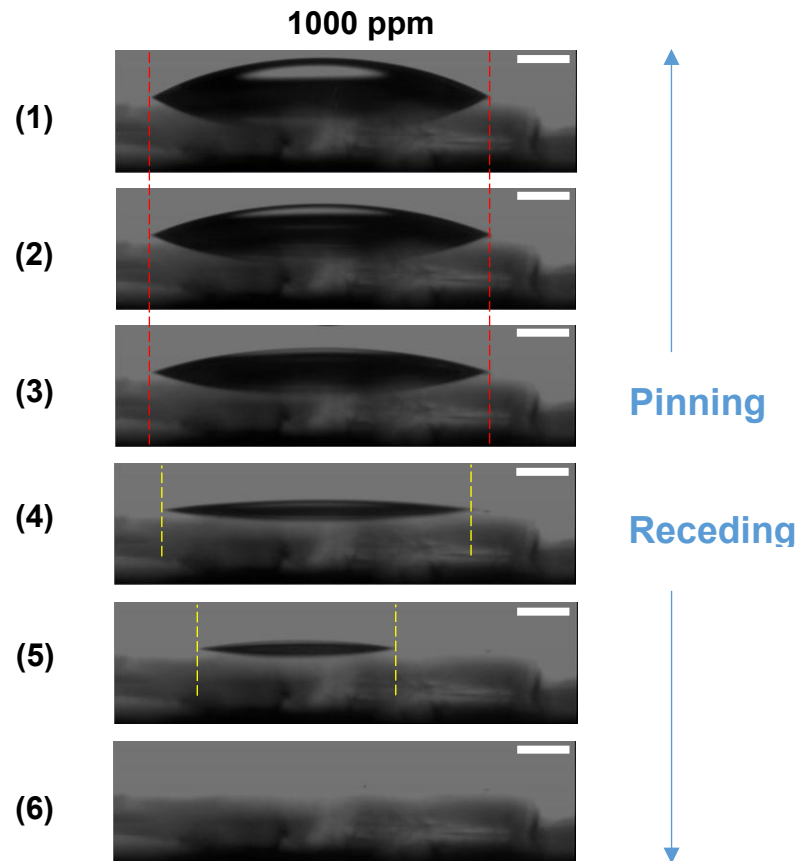 1000 ppm
(1)
(2)
(3)
Pinning
(4)
Receding
(5)
(6)